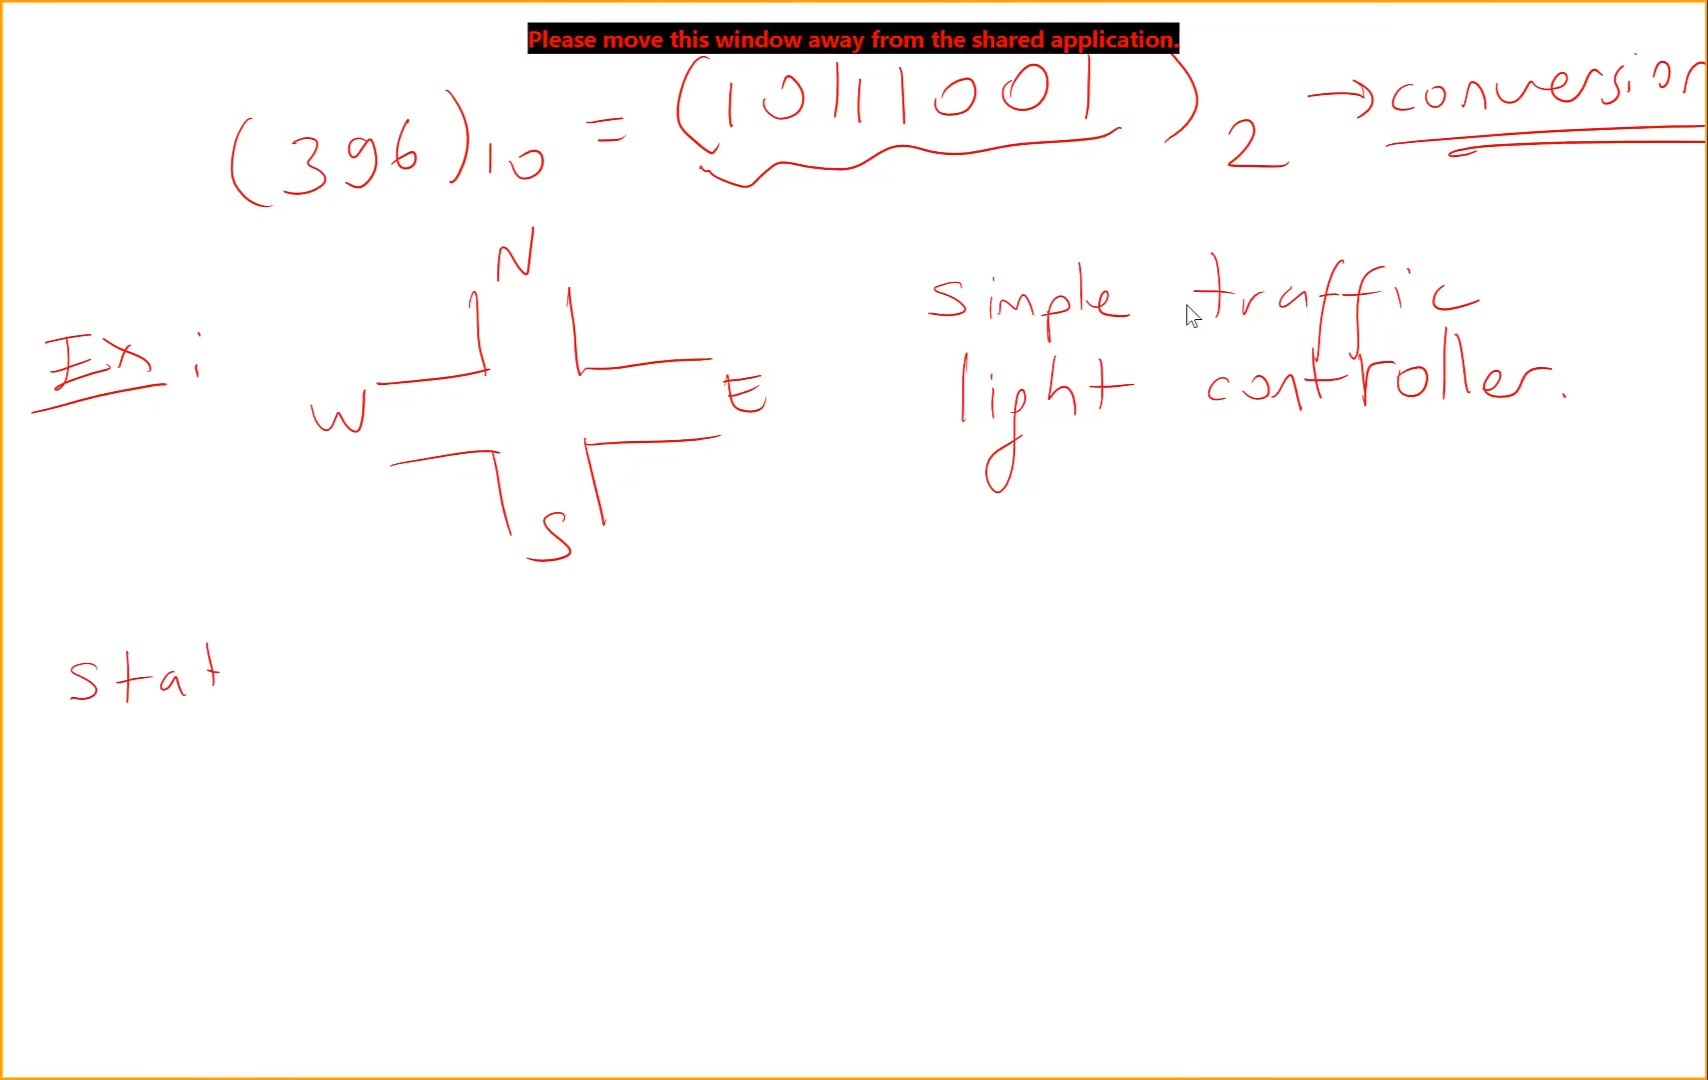 Please move this window away from the shared application.
(396)10 = (10111001)2 → conversion
N
simple traffic
Ex :
light controller.
W E
S
stat